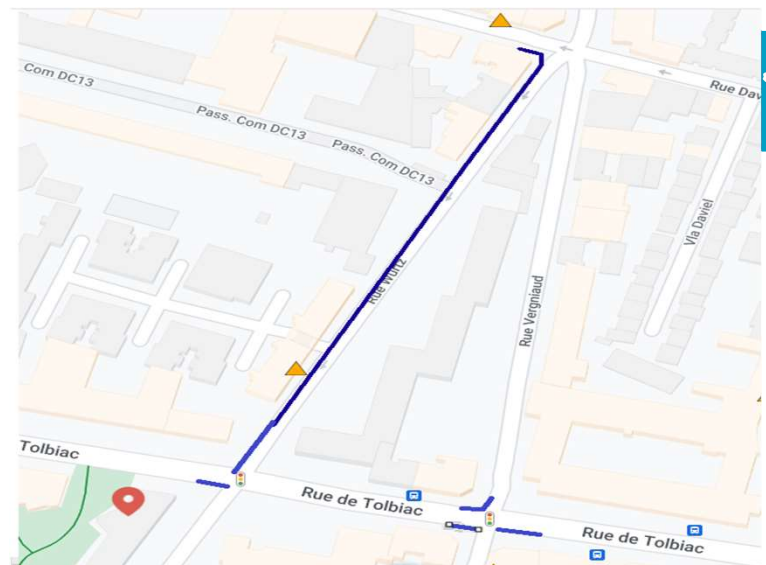 Com DC13
Pass. Com DC13
Pass. Com DC13
Rue Dav
Vla Daviel
Rue Wurtz
Rue Vergniaud
Tolbiac
Rue de Tolbiac
Rue de Tolbiac